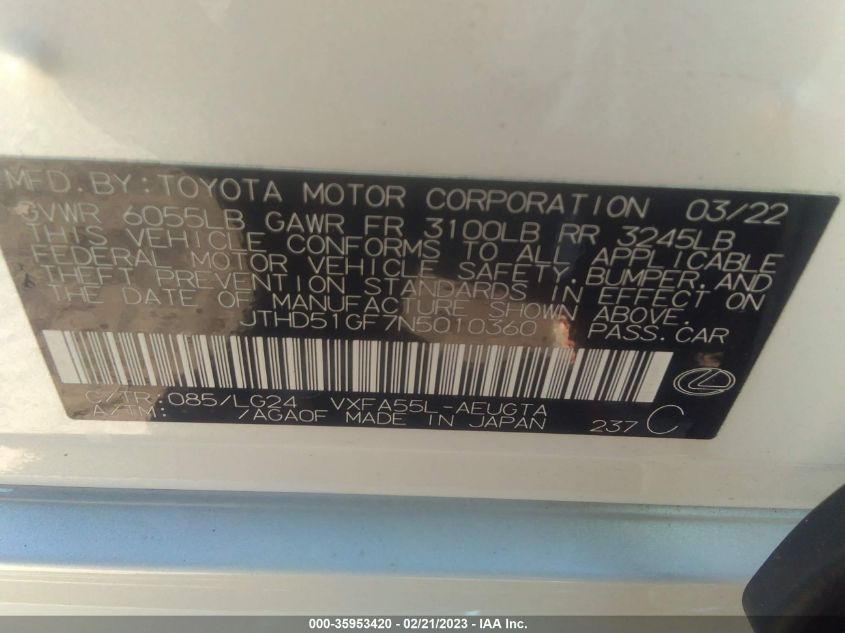 MFD. BY: TOYOTA MOTOR CORPORATION 03/22
GVWR 6055LB GAWR FR 3100LB RR 3245LB
THIS VEHICLE CONFORMS TO ALL APPLICABLE
FEDERAL MOTOR VEHICLE SAFETY, BUMPER, AND
THEFT PREVENTION STANDARDS IN EFFECT ON
THE DATE OF MANUFACTURE SHOWN ABOVE.
JTHD51GF7N5010360 PASS. CAR
C/TR: 085/LG24 VXFA55L-AEUGTA
A/TM: /AGA0F MADE IN JAPAN 237 C
000-35953420 - 02/21/2023 - IAA Inc.